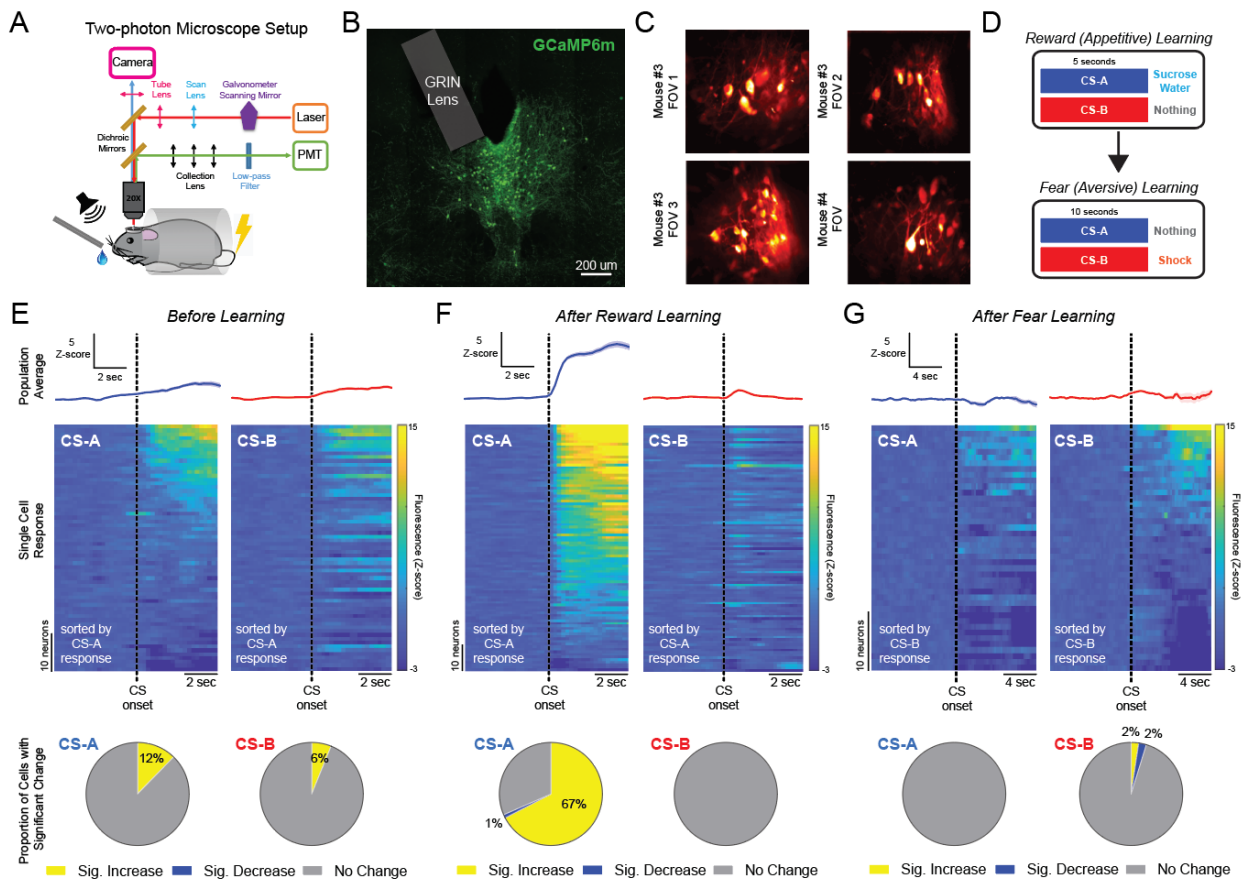 A
Two-photon Microscope Setup
Camera
Tube
Lens
Scan
Lens
Galvonometer
Scanning Mirror
Laser
Dichroic
Mirrors
PMT
Collection
Lens
Low-pass
Filter
20X
B
GCaMP6m
GRIN
Lens
200 um
C
Mouse #3
FOV 1
Mouse #3
FOV 2
Mouse #3
FOV 3
Mouse #4
FOV
D
Reward (Appetitive) Learning
5 seconds
CS-A
Sucrose
Water
CS-B
Nothing
Fear (Aversive) Learning
10 seconds
CS-A
Nothing
CS-B
Shock
E
Before Learning
5
Z-score
2 sec
Population
Average
CS-A
CS-B
15
Single Cell
Response
Fluorescence (Z-score)
10 neurons
sorted by
CS-A
response
sorted by
CS-A
response
-3
2 sec
2 sec
CS
onset
CS
onset
F
After Reward Learning
5
Z-score
2 sec
CS-A
CS-B
15
Fluorescence (Z-score)
10 neurons
sorted by
CS-A
response
sorted by
CS-A
response
-3
2 sec
2 sec
CS
onset
CS
onset
G
After Fear Learning
5
Z-score
4 sec
CS-A
CS-B
15
Fluorescence (Z-score)
10 neurons
sorted by
CS-B
response
sorted by
CS-B
response
-3
4 sec
4 sec
CS
onset
CS
onset
Proportion of Cells with
Significant Change
CS-A
12%
CS-B
6%
Sig. Increase
Sig. Decrease
No Change
CS-A
67%
1%
CS-B
Sig. Increase
Sig. Decrease
No Change
CS-A
CS-B
2%
2%
Sig. Increase
Sig. Decrease
No Change